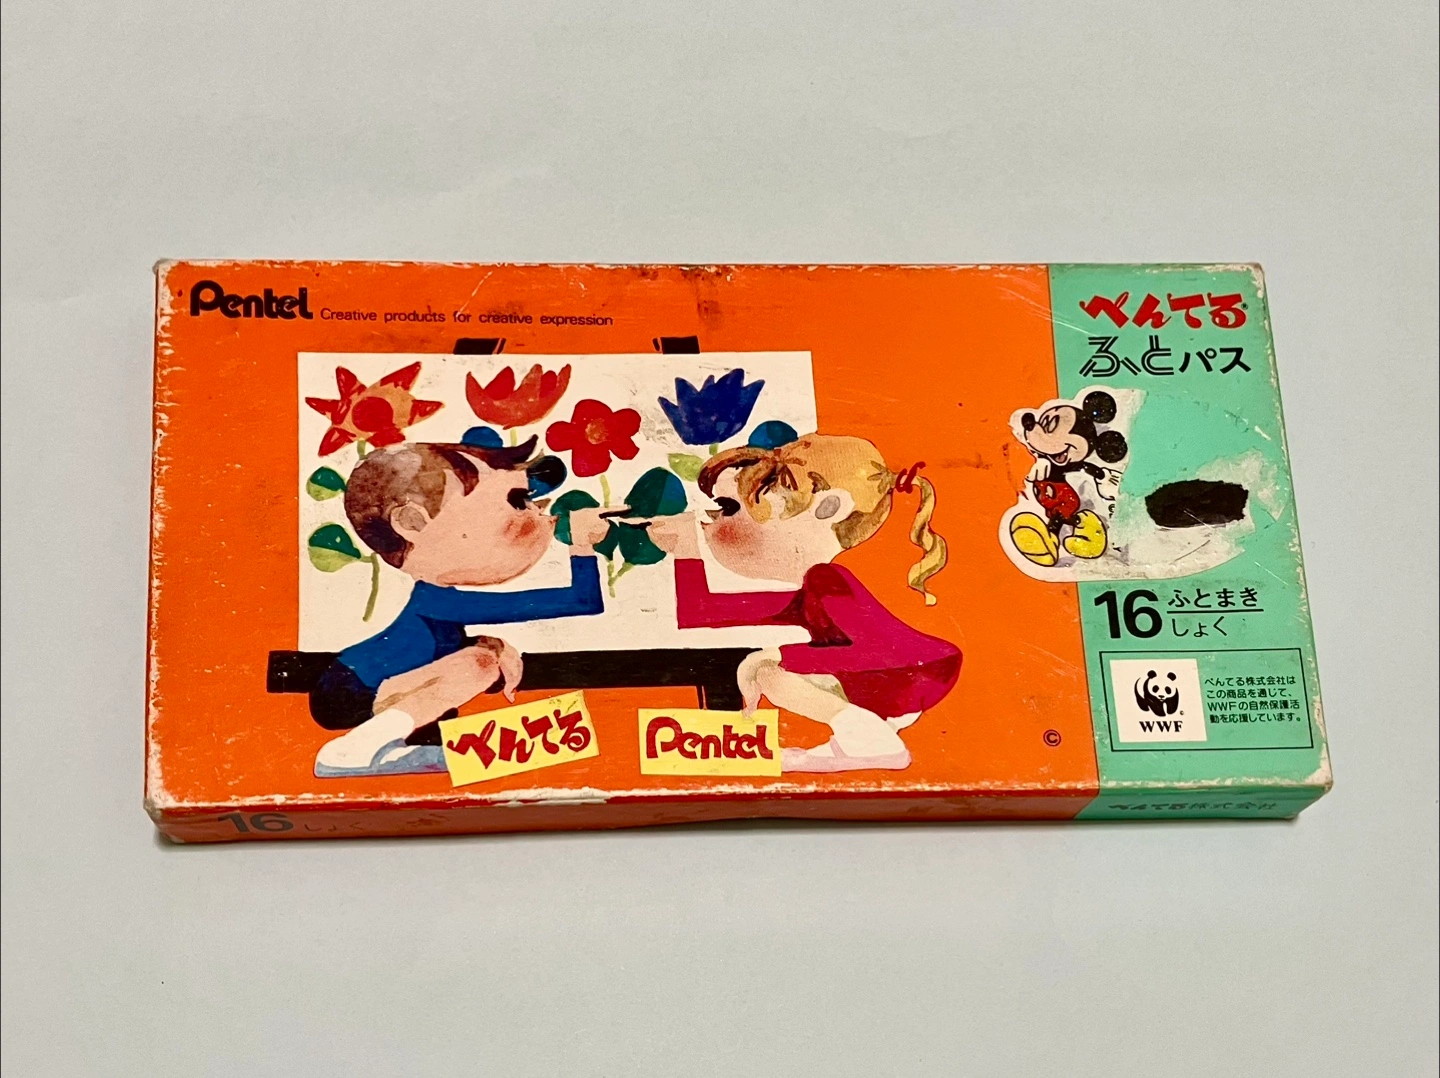 Pentel Creative products for creative expression
ぺんてる
ふとパス
16 ふとまき
しょく
WWF
ぺんてる株式会社は
この商品を通じて、
WWFの自然保護活
動を応援しています。
ぺんてる
Pentel
©
16 しょく
ぺんてる株式会社